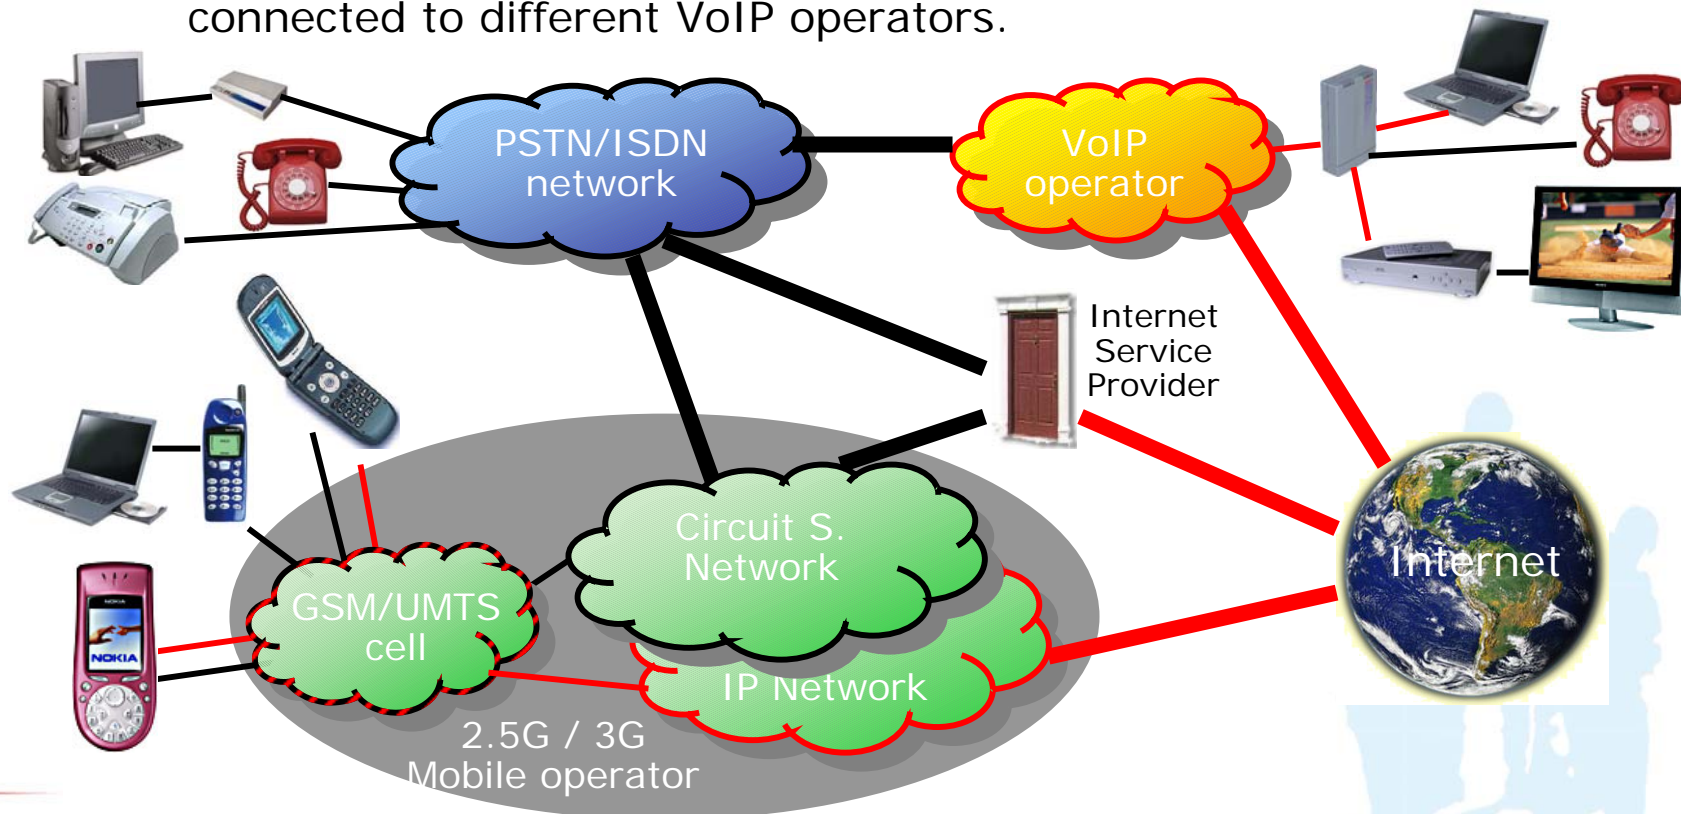 connected to different VoIP operators.
PSTN/ISDN
network
VoIP
operator
Internet
Service
Provider
Circuit S.
Network
Internet
GSM/UMTS
cell
NOKIA
IP Network
2.5G / 3G
Mobile operator